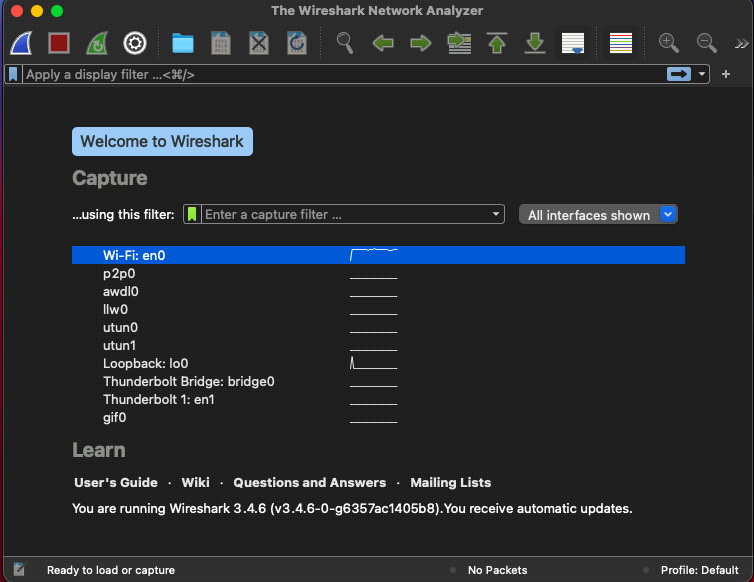 The Wireshark Network Analyzer
Apply a display filter ...<⌘/>
Welcome to Wireshark
Capture
...using this filter: Enter a capture filter ... All interfaces shown
Wi-Fi: en0
p2p0
awdl0
llw0
utun0
utun1
Loopback: lo0
Thunderbolt Bridge: bridge0
Thunderbolt 1: en1
gif0
Learn
User's Guide · Wiki · Questions and Answers · Mailing Lists
You are running Wireshark 3.4.6 (v3.4.6-0-g6357ac1405b8).You receive automatic updates.
Ready to load or capture No Packets Profile: Default